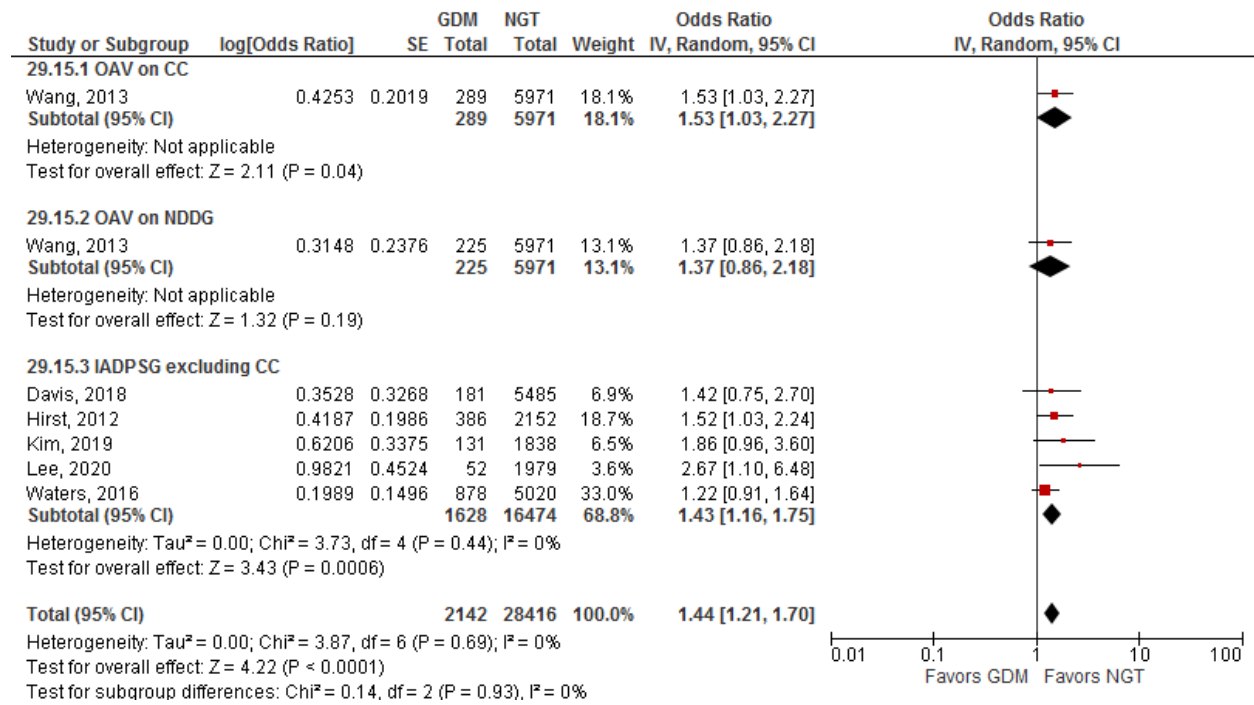 GDM NGT Odds Ratio Odds Ratio
Study or Subgroup log[Odds Ratio] SE Total Total Weight IV, Random, 95% CI IV, Random, 95% CI
29.15.1 OAV on CC
Wang, 2013 0.4253 0.2019 289 5971 18.1% 1.53 [1.03, 2.27]
Subtotal (95% CI) 289 5971 18.1% 1.53 [1.03, 2.27]
Heterogeneity: Not applicable
Test for overall effect: Z = 2.11 (P = 0.04)
29.15.2 OAV on NDDG
Wang, 2013 0.3148 0.2376 225 5971 13.1% 1.37 [0.86, 2.18]
Subtotal (95% CI) 225 5971 13.1% 1.37 [0.86, 2.18]
Heterogeneity: Not applicable
Test for overall effect: Z = 1.32 (P = 0.19)
29.15.3 IADPSG excluding CC
Davis, 2018 0.3528 0.3268 181 5485 6.9% 1.42 [0.75, 2.70]
Hirst, 2012 0.4187 0.1986 386 2152 18.7% 1.52 [1.03, 2.24]
Kim, 2019 0.6206 0.3375 131 1838 6.5% 1.86 [0.96, 3.60]
Lee, 2020 0.9821 0.4524 52 1979 3.6% 2.67 [1.10, 6.48]
Waters, 2016 0.1989 0.1496 878 5020 33.0% 1.22 [0.91, 1.64]
Subtotal (95% CI) 1628 16474 68.8% 1.43 [1.16, 1.75]
Heterogeneity: Tau² = 0.00; Chi² = 3.73, df = 4 (P = 0.44); I² = 0%
Test for overall effect: Z = 3.43 (P = 0.0006)
Total (95% CI) 2142 28416 100.0% 1.44 [1.21, 1.70]
Heterogeneity: Tau² = 0.00; Chi² = 3.87, df = 6 (P = 0.69); I² = 0%
Test for overall effect: Z = 4.22 (P < 0.0001)
Test for subgroup differences: Chi² = 0.14, df = 2 (P = 0.93), I² = 0%
0.01 0.1 1 10 100
Favors GDM Favors NGT